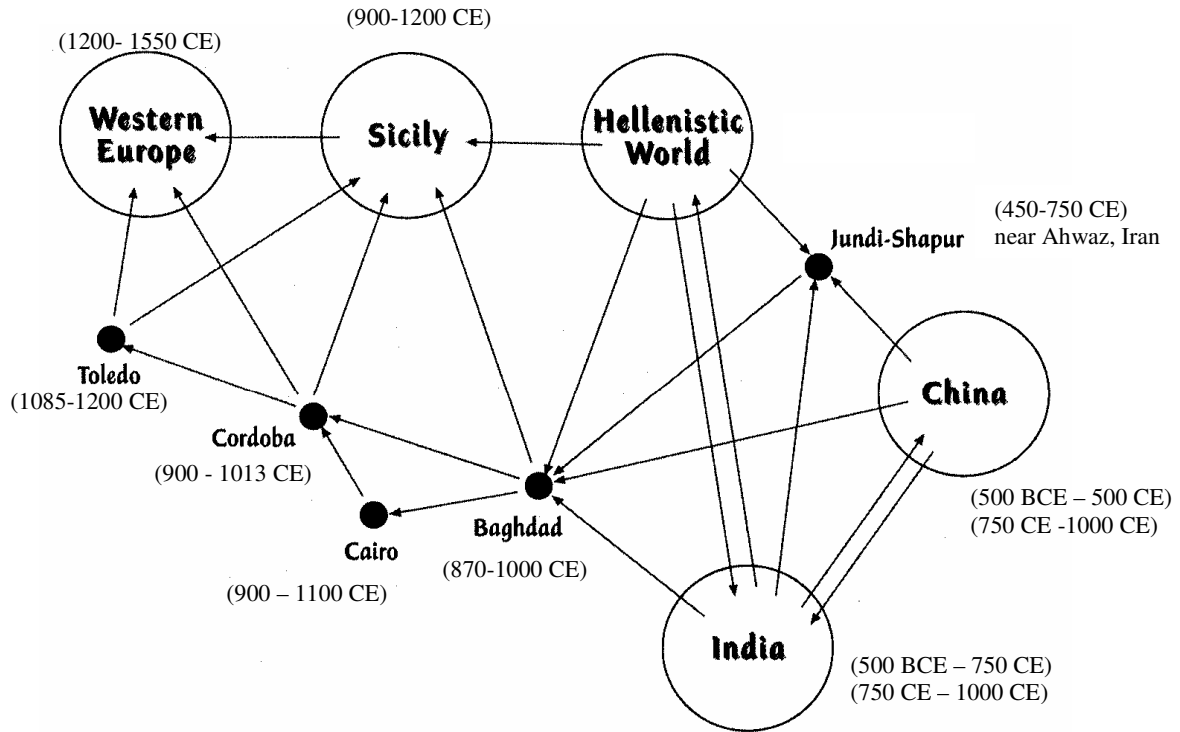 (900-1200 CE)
(1200- 1550 CE)
Western
Europe
Sicily
Hellenistic
World
(450-750 CE)
near Ahwaz, Iran
Jundi-Shapur
Toledo
(1085-1200 CE)
China
Cordoba
(900 - 1013 CE)
(500 BCE – 500 CE)
(750 CE -1000 CE)
Baghdad
(870-1000 CE)
Cairo
(900 – 1100 CE)
India
(500 BCE – 750 CE)
(750 CE – 1000 CE)